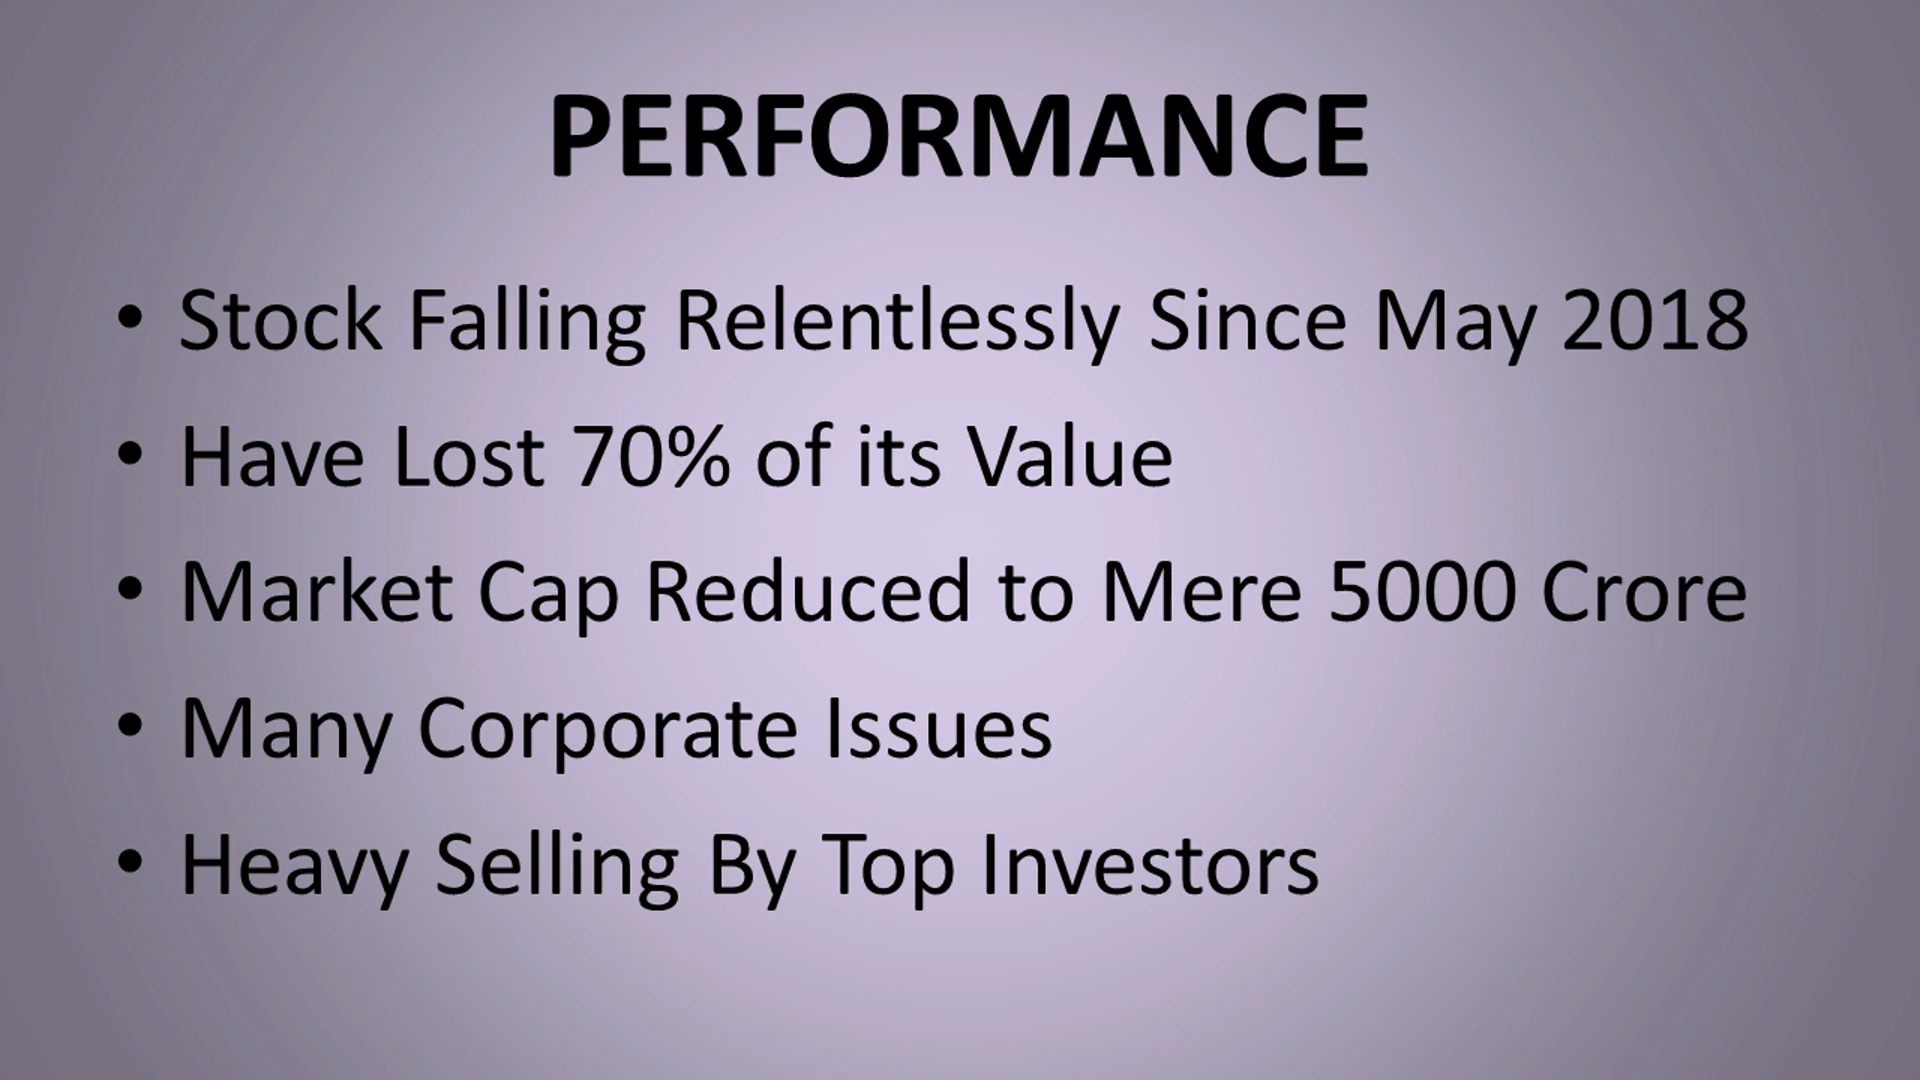 PERFORMANCE
• Stock Falling Relentlessly Since May 2018
• Have Lost 70% of its Value
• Market Cap Reduced to Mere 5000 Crore
• Many Corporate Issues
• Heavy Selling By Top Investors